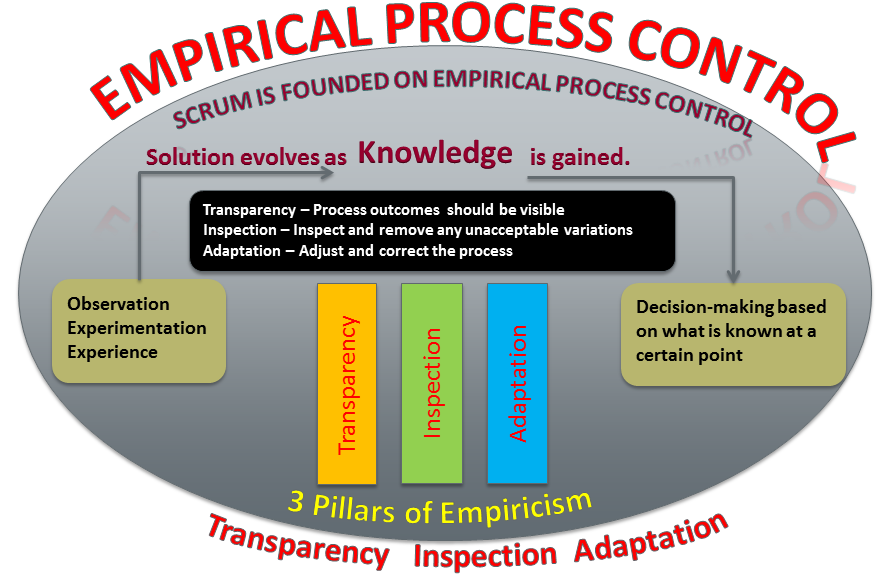 EMPIRICAL PROCESS CONTROL
SCRUM IS FOUNDED ON EMPIRICAL PROCESS CONTROL
Solution evolves as Knowledge is gained.
Transparency – Process outcomes should be visible
Inspection – Inspect and remove any unacceptable variations
Adaptation – Adjust and correct the process
Observation
Experimentation
Experience
Decision-making based
on what is known at a
certain point
Transparency
Inspection
Adaptation
3 Pillars of Empiricism
Transparency Inspection Adaptation